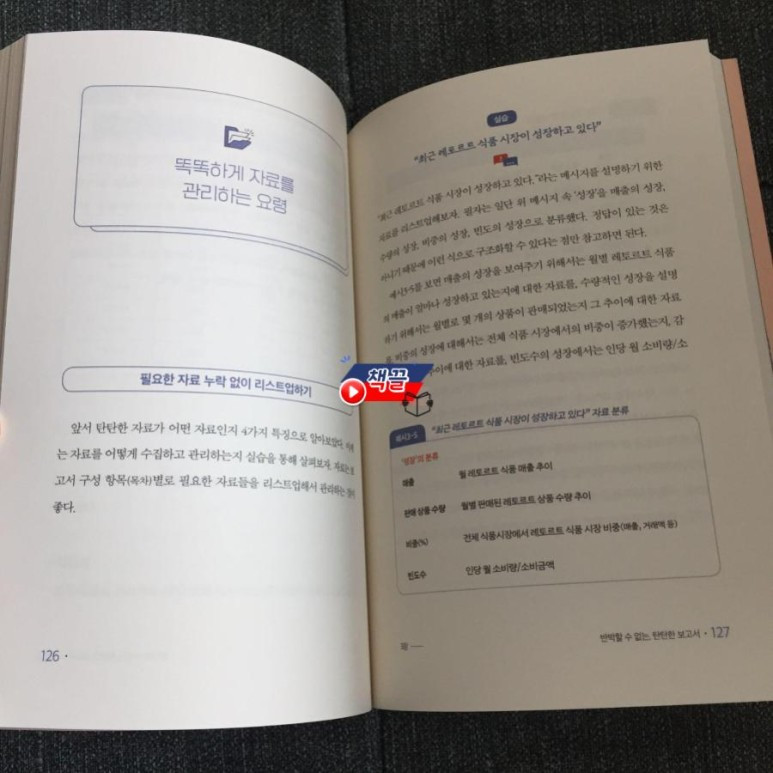 똑똑하게 자료를
관리하는 요령
필요한 자료 누락 없이 리스트업하기
앞서 탄탄한 자료가 어떤 자료인지 4가지 특징으로 알아보았다.
는 자료를 어떻게 수집하고 관리하는지 실습을 통해 살펴보자.
고서 구성 항목(목차)별로 필요한 자료들을 리스트업해서 관리하는
좋다.
126
책끌
실습
"최근 레토르트 식품 시장이 성장하고 있다"
"최근 레토르트 식품 시장이 성장하고 있다."라는 메시지를 설명하기 위한
자료를 리스트업해보자. 필자는 일단 위 메시지 속 '성장'을 매출의 성장,
수량의 성장, 비중의 성장, 빈도의 성장으로 분류했다. 정답이 있는 것은
아니기 때문에 이런 식으로 구조화할 수 있다는 점만 참고하면 된다.
예시3-5를 보면 매출의 성장을 보여주기 위해서는 월별 레토르트 식품
의 매출이 얼마나 성장하고 있는지에 대한 자료를, 수량적인 성장을 설명
하기 위해서는 월별로 몇 개의 상품이 판매되었는지 그 추이에 대한 자료
를, 비중의 성장에 대해서는 전체 식품 시장에서의 비중이 증가했는지, 감
추이에 대한 자료를, 빈도수의 성장에서는 인당 월 소비량/소
예시3-5 "최근 레토르트 식품 시장이 성장하고 있다" 자료 분류
'성장'의 분류
매출 월 레토르트 식품 매출 추이
판매 상품 수량 월별 판매된 레토르트 상품 수량 추이
비중(%) 전체 식품시장에서 레토르트 식품 시장 비중(매출, 거래액 등)
빈도수 인당 월 소비량/소비금액
반박할 수 없는, 탄탄한 보고서 · 127